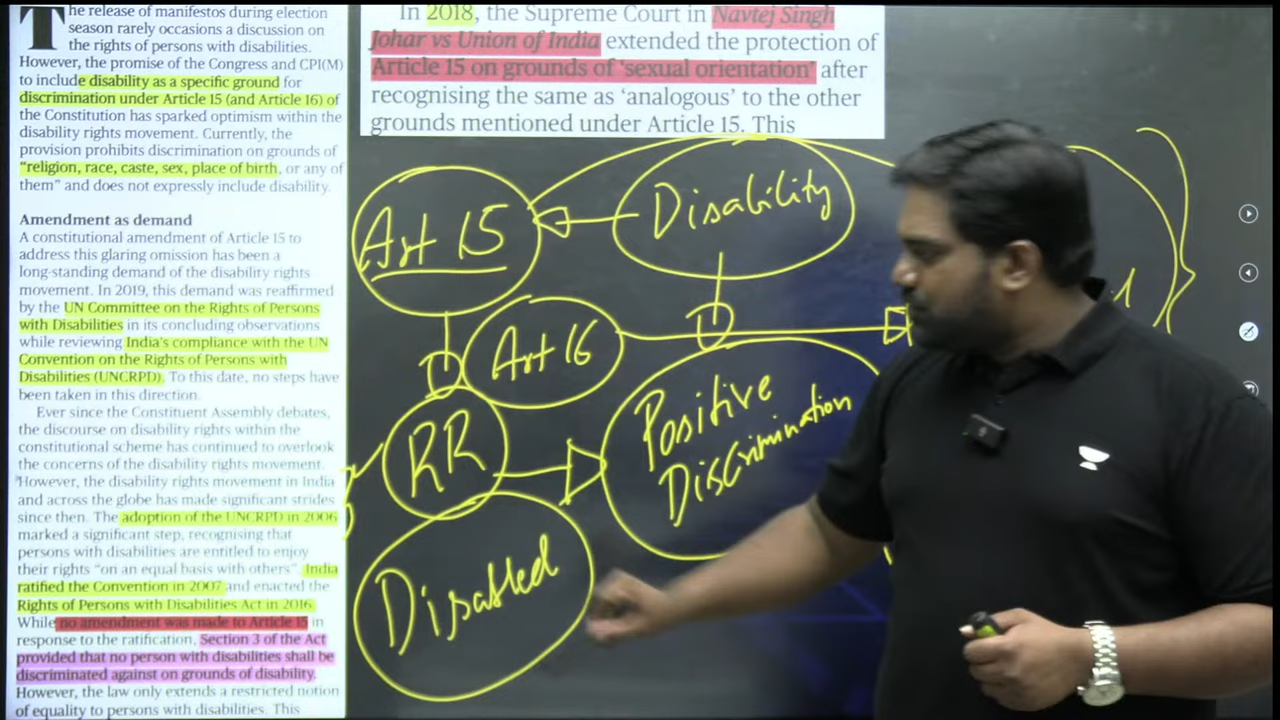 The release of manifestos during election
season rarely occasions a discussion on
the rights of persons with disabilities.
However, the promise of the Congress and CPI(M)
to include disability as a specific ground for
discrimination under Article 15 (and Article 16) of
the Constitution has sparked optimism within the
disability rights movement. Currently, the
provision prohibits discrimination on grounds of
“religion, race, caste, sex, place of birth, or any of
them” and does not expressly include disability.
Amendment as demand
A constitutional amendment of Article 15 to
address this glaring omission has been a
long-standing demand of the disability rights
movement. In 2019, this demand was reaffirmed
by the UN Committee on the Rights of Persons
with Disabilities in its concluding observations
while reviewing India's compliance with the UN
Convention on the Rights of Persons with
Disabilities (UNCRPD). To this date, no steps have
been taken in this direction.
Ever since the Constituent Assembly debates,
the discourse on disability rights within the
constitutional scheme has continued to overlook
the concerns of the disability rights movement.
However, the disability rights movement in India
and across the globe has made significant strides
since then. The adoption of the UNCRPD in 2006
marked a significant step, recognising that
persons with disabilities are entitled to enjoy
their rights “on an equal basis with others”. India
ratified the Convention in 2007 and enacted the
Rights of Persons with Disabilities Act in 2016.
While no amendment was made to Article 15 in
response to the ratification, Section 3 of the Act
provided that no person with disabilities shall be
discriminated against on grounds of disability.
However, the law only extends a restricted notion
of equality to persons with disabilities. This
In 2018, the Supreme Court in Navtej Singh
Johar vs Union of India extended the protection of
Article 15 on grounds of ‘sexual orientation’ after
recognising the same as ‘analogous’ to the other
grounds mentioned under Article 15. This
Art 15
Disability
Art 16
RR
Positive
Discrimination
Disabled